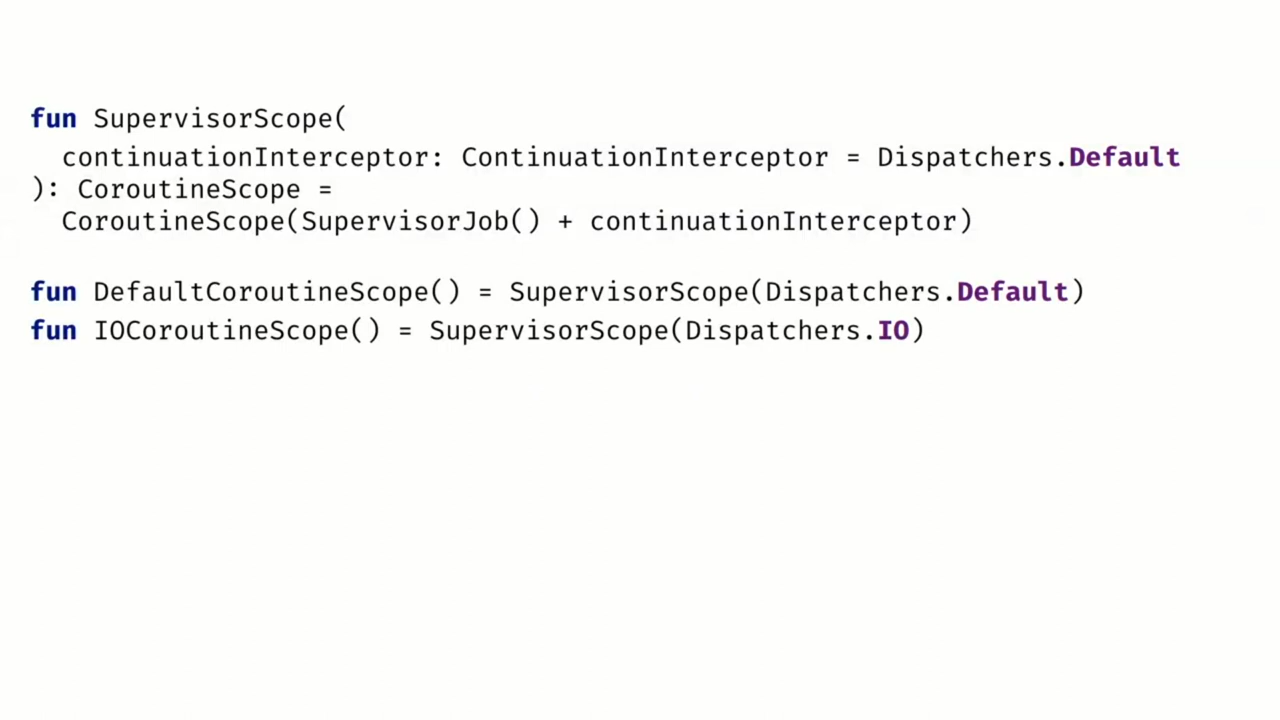 fun SupervisorScope(
  continuationInterceptor: ContinuationInterceptor = Dispatchers.Default
): CoroutineScope =
  CoroutineScope(SupervisorJob() + continuationInterceptor)

fun DefaultCoroutineScope() = SupervisorScope(Dispatchers.Default)
fun IOCoroutineScope() = SupervisorScope(Dispatchers.IO)